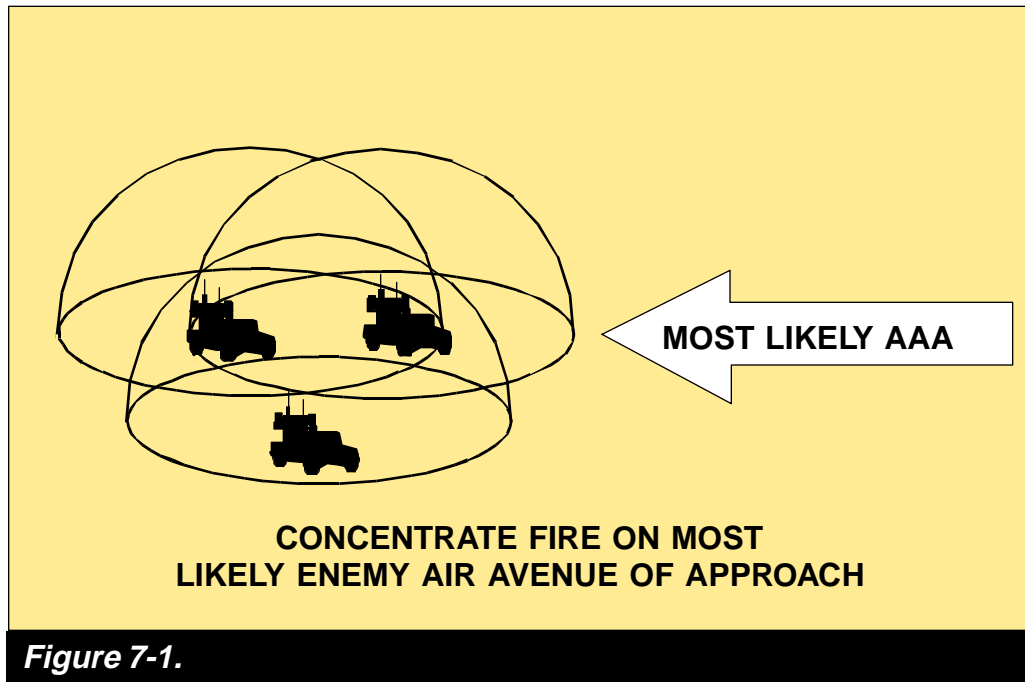 MOST LIKELY AAA
CONCENTRATE FIRE ON MOST
LIKELY ENEMY AIR AVENUE OF APPROACH
Figure 7-1.